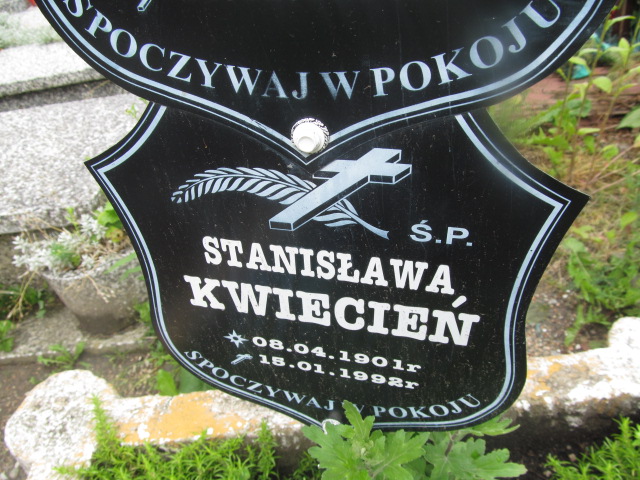 SPOCZYWAJ W POKOJU
Ś.P.
STANISŁAWA
KWIECIEŃ
08.04.1901r
15.01.1992r
SPOCZYWAJ W POKOJU